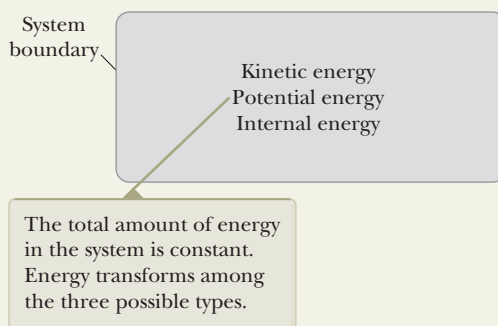 System
boundary
Kinetic energy
Potential energy
Internal energy
The total amount of energy
in the system is constant.
Energy transforms among
the three possible types.